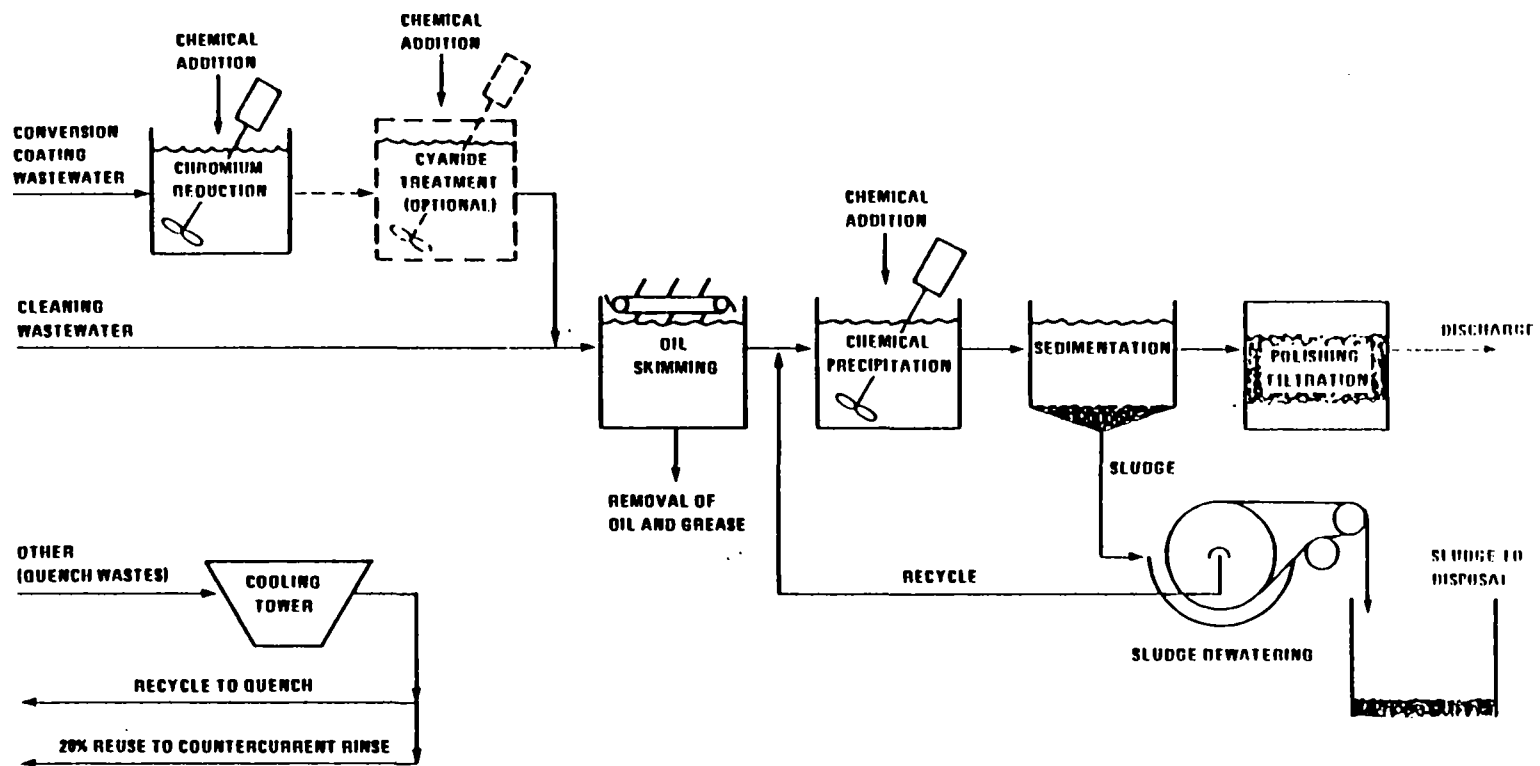 CHEMICAL
ADDITION
CHEMICAL
ADDITION
CONVERSION
COATING
WASTEWATER
CHROMIUM
REDUCTION
CYANIDE
TREATMENT
(OPTIONAL)
CHEMICAL
ADDITION
CLEANING
WASTEWATER
OIL
SKIMMING
CHEMICAL
PRECIPITATION
SEDIMENTATION
POLISHING
FILTRATION
DISCHARGE
SLUDGE
REMOVAL OF
OIL AND GREASE
OTHER
(QUENCH WASTES)
COOLING
TOWER
RECYCLE
SLUDGE TO
DISPOSAL
SLUDGE DEWATERING
RECYCLE TO QUENCH
20% REUSE TO COUNTERCURRENT RINSE